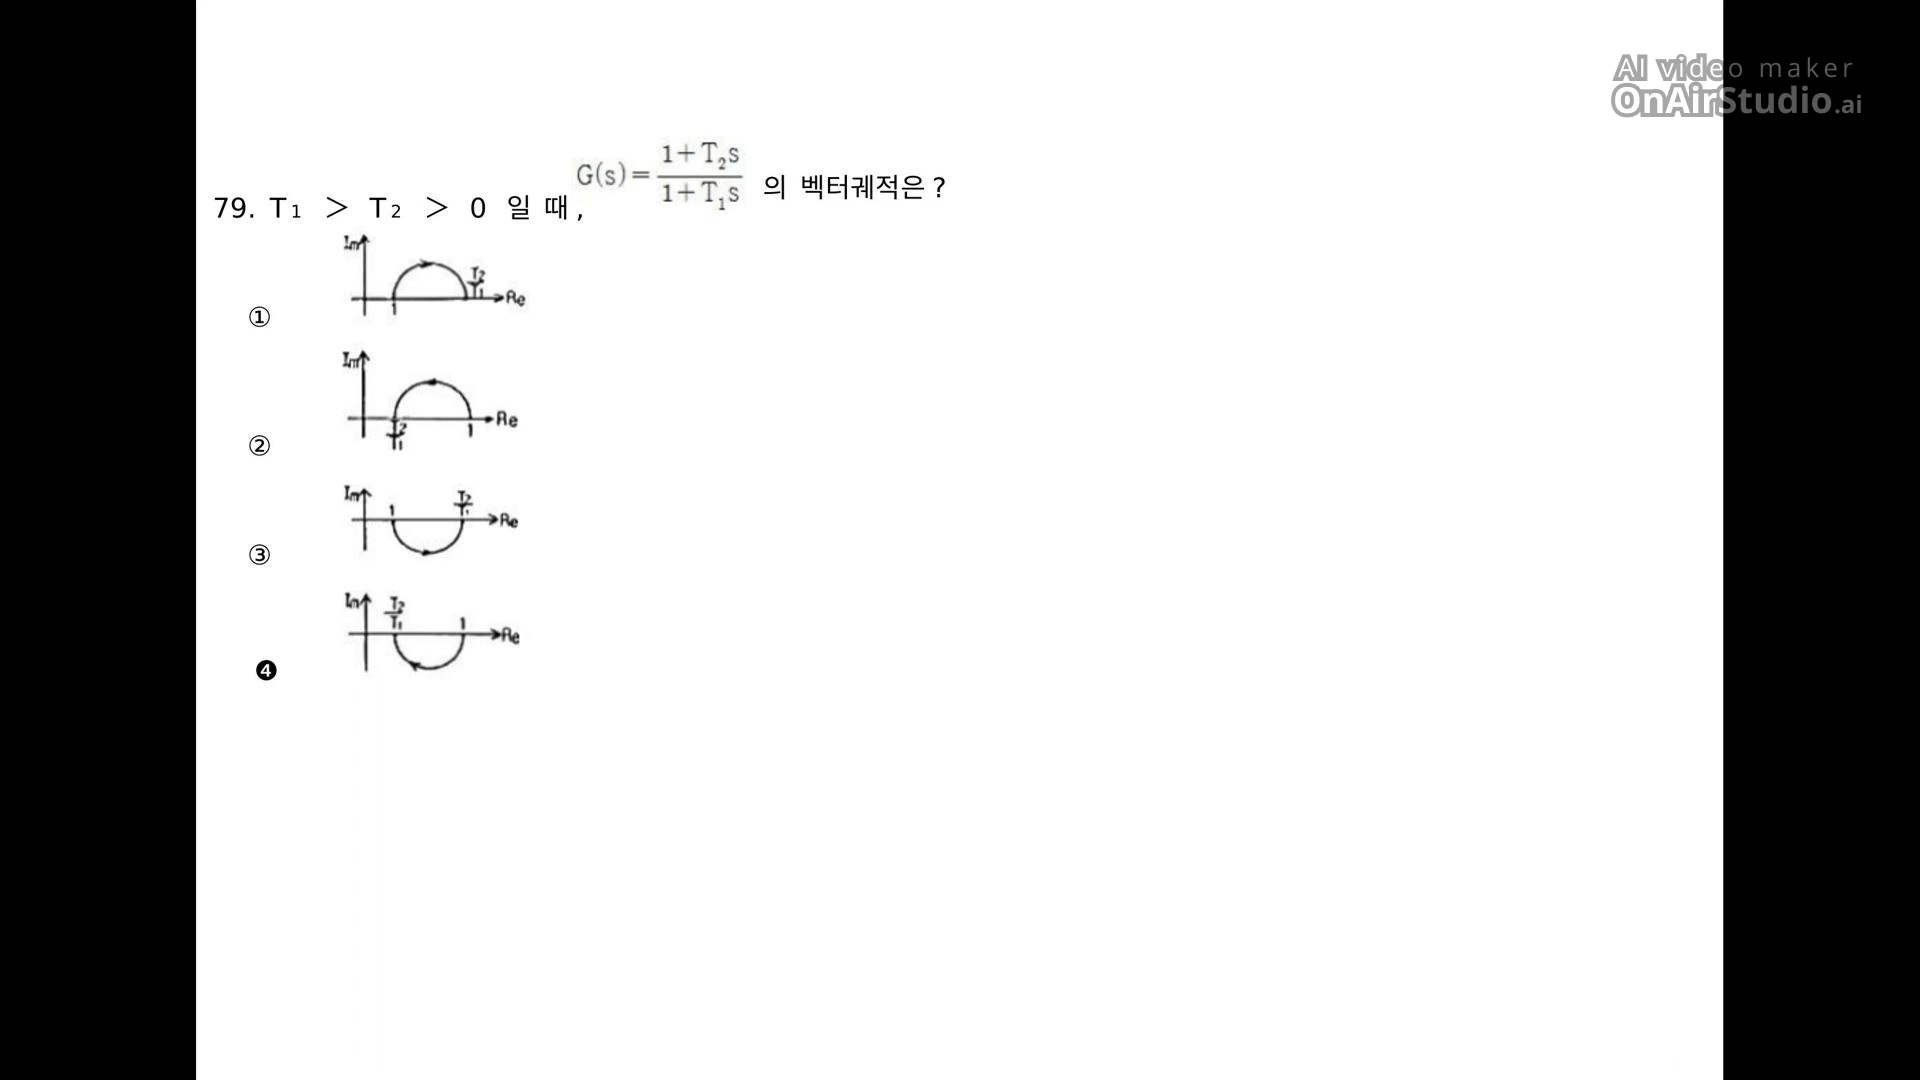 AI video maker
OnAirStudio.ai
79. T₁ > T₂ > 0 일 때, G(s)= 1+T₂s / 1+T₁s 의 벡터궤적은?
①
Im
T₂/T₁
1
Re
②
Im
Re
T₂/T₁
1
③
Im
1
T₂/T₁
Re
❹
Im
T₂/T₁
1
Re